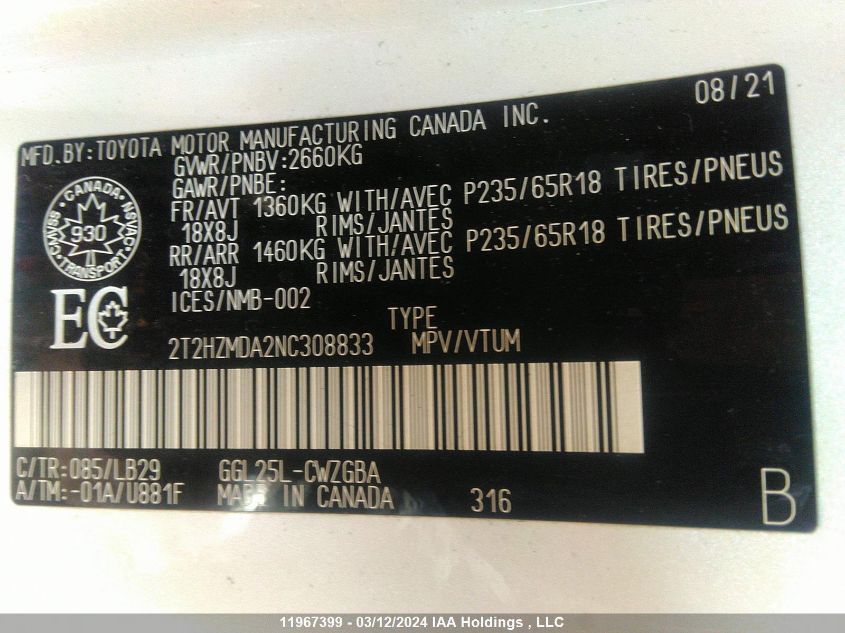 08/21
MFD.BY:TOYOTA MOTOR MANUFACTURING CANADA INC.
GVWR/PNBV:2660KG
GAWR/PNBE:
FR/AVT 1360KG WITH/AVEC P235/65R18 TIRES/PNEUS
18X8J RIMS/JANTES
RR/ARR 1460KG WITH/AVEC P235/65R18 TIRES/PNEUS
18X8J RIMS/JANTES
ICES/NMB-002
CANADA
CMVSS 930 NSVAC
TRANSPORT
EC
TYPE
2T2HZMDA2NC308833 MPV/VTUM
C/TR:085/LB29 GGL25L-CWZGBA
A/TM:-01A/U881F MADE IN CANADA 316
B
11967399 - 03/12/2024 IAA Holdings , LLC